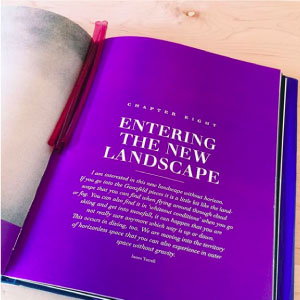 CHAPTER EIGHT
ENTERING
THE NEW
LANDSCAPE
I am interested in this new landscape without horizon.
If you go into the Ganzfeld pieces it is a little bit like the land-
scape that you can find when flying around through cloud
or fog. You can also find it in 'whiteout conditions' when you go
skiing and get into snowfall, it can happen that you are
not really sure anymore which way is up or down,
This occurs in diving, too. We are moving into the territory
of horizonless space that you can also experience in outer
space without gravity.
James Turrell